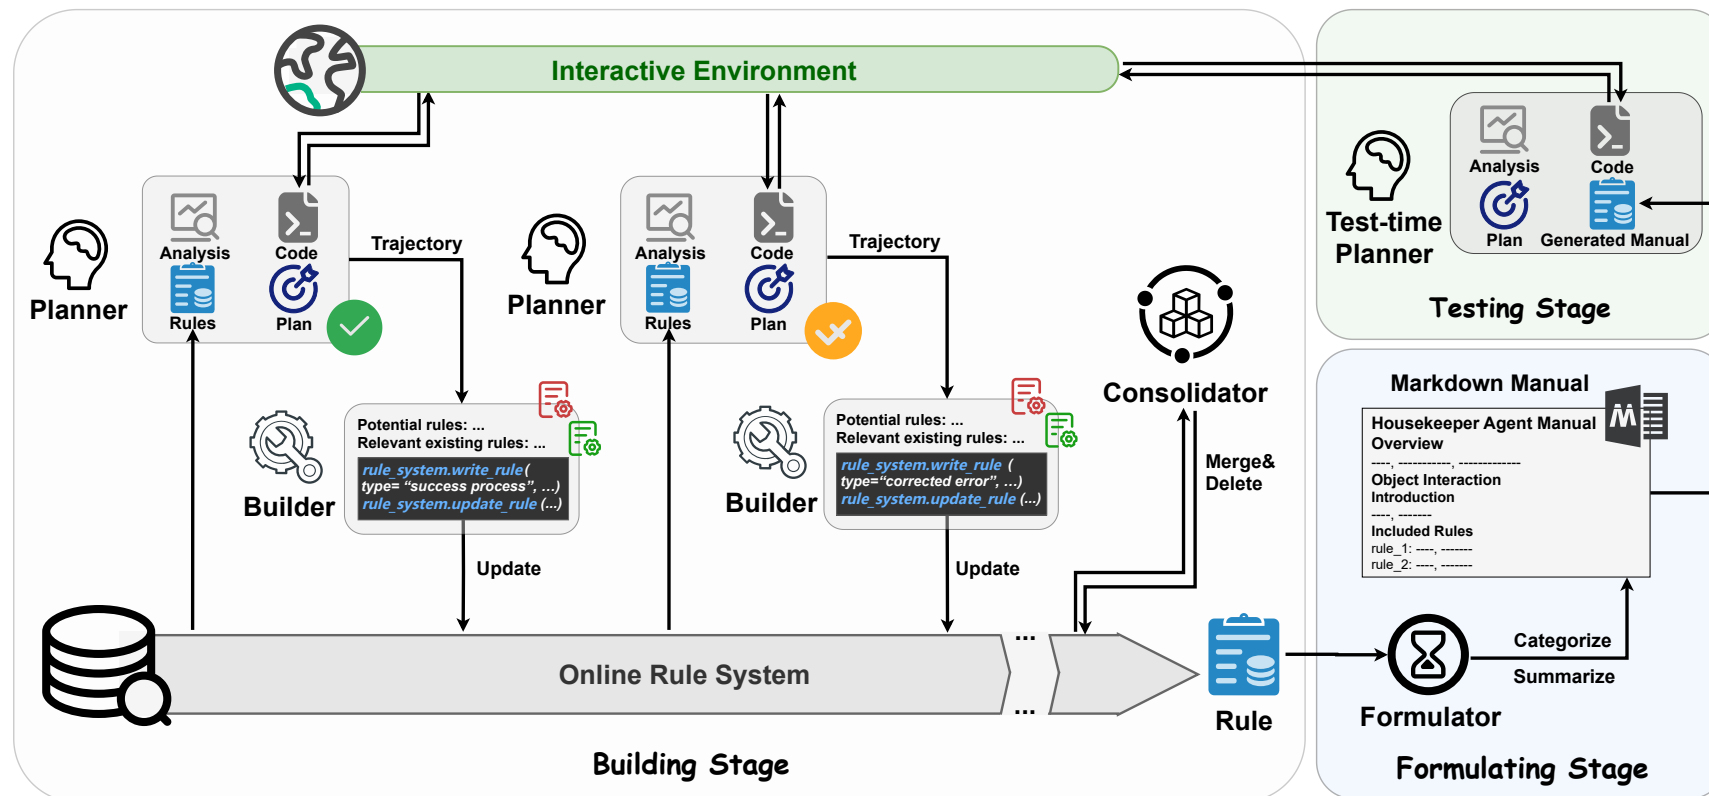 Interactive Environment
Analysis
Code
Rules
Plan
Planner
Trajectory
Potential rules: ...
Relevant existing rules: ...
rule_system.write_rule(
type= “success process”, ...)
rule_system.update_rule (...)
Builder
Update
Analysis
Code
Rules
Plan
Planner
Trajectory
Potential rules: ...
Relevant existing rules: ...
rule_system.write_rule (
type=“corrected error”, ...)
rule_system.update_rule (...)
Builder
Update
Consolidator
Merge&
Delete
Online Rule System
...
...
Rule
Building Stage
Analysis
Code
Plan
Generated Manual
Test-time
Planner
Testing Stage
Markdown Manual
Housekeeper Agent Manual
Overview
----, -----------, -------------
Object Interaction
Introduction
----, -------
Included Rules
rule_1: ----, -------
rule_2: ----, -------
M
Categorize
Summarize
Formulator
Formulating Stage